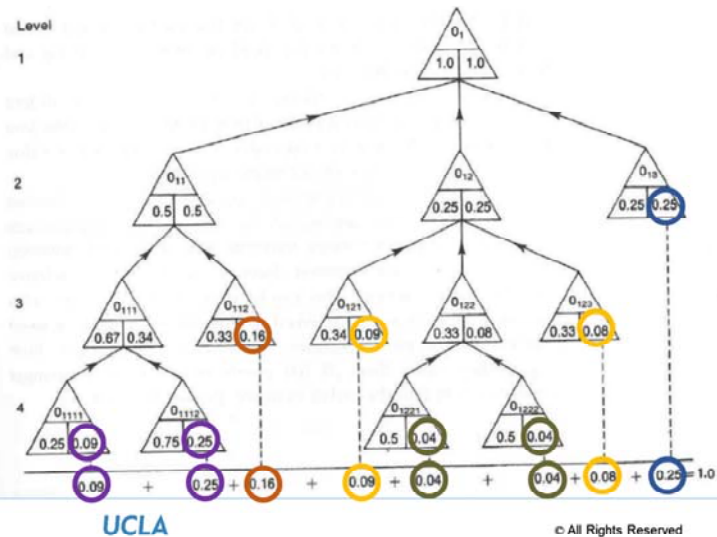 Level
1
O1
1.0 1.0
2
O11
0.5 0.5
O12
0.25 0.25
O13
0.25 0.25
3
O111
0.67 0.34
O112
0.33 0.16
O121
0.34 0.09
O122
0.33 0.08
O123
0.33 0.08
4
O1111
0.25 0.09
O1112
0.75 0.25
O1221
0.5 0.04
O1222
0.5 0.04
0.09 + 0.25 + 0.16 + 0.09 + 0.04 + 0.04 + 0.08 + 0.25 = 1.0
UCLA
© All Rights Reserved